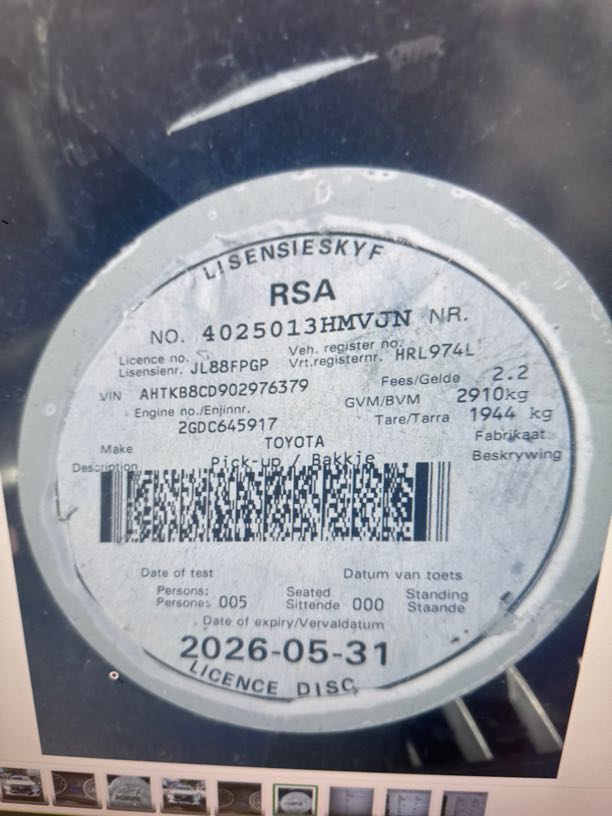 LISENSIESKYF
RSA
NO. 4025013HMVJN NR.
Licence no. Veh. register no.
Lisensienr. JL88FPGP Vrt.registernr. HRL974L
VIN AHTKB8CD902976379 Fees/Gelde 2.2
Engine no./Enjinnr. GVM/BVM 2910kg
2GDC645917 Tare/Tarra 1944 kg
Make TOYOTA Fabrikaat
Description Pick-up / Bakkie Beskrywing
Date of test Datum van toets
Persons: Seated Standing
Persone: 005 Sittende 000 Staande
Date of expiry/Vervaldatum
2026-05-31
LICENCE DISC